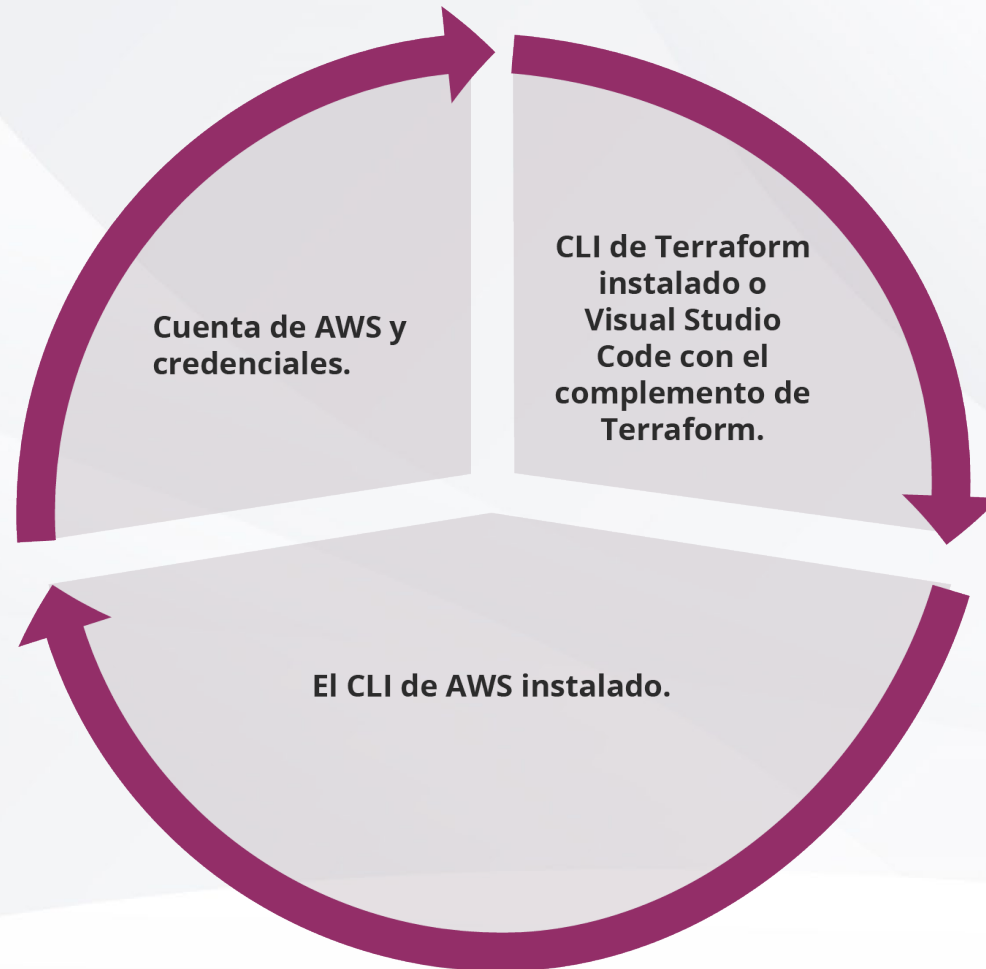 CLI de Terraform
instalado o
Visual Studio
Code con el
complemento de
Terraform.
Cuenta de AWS y
credenciales.
El CLI de AWS instalado.